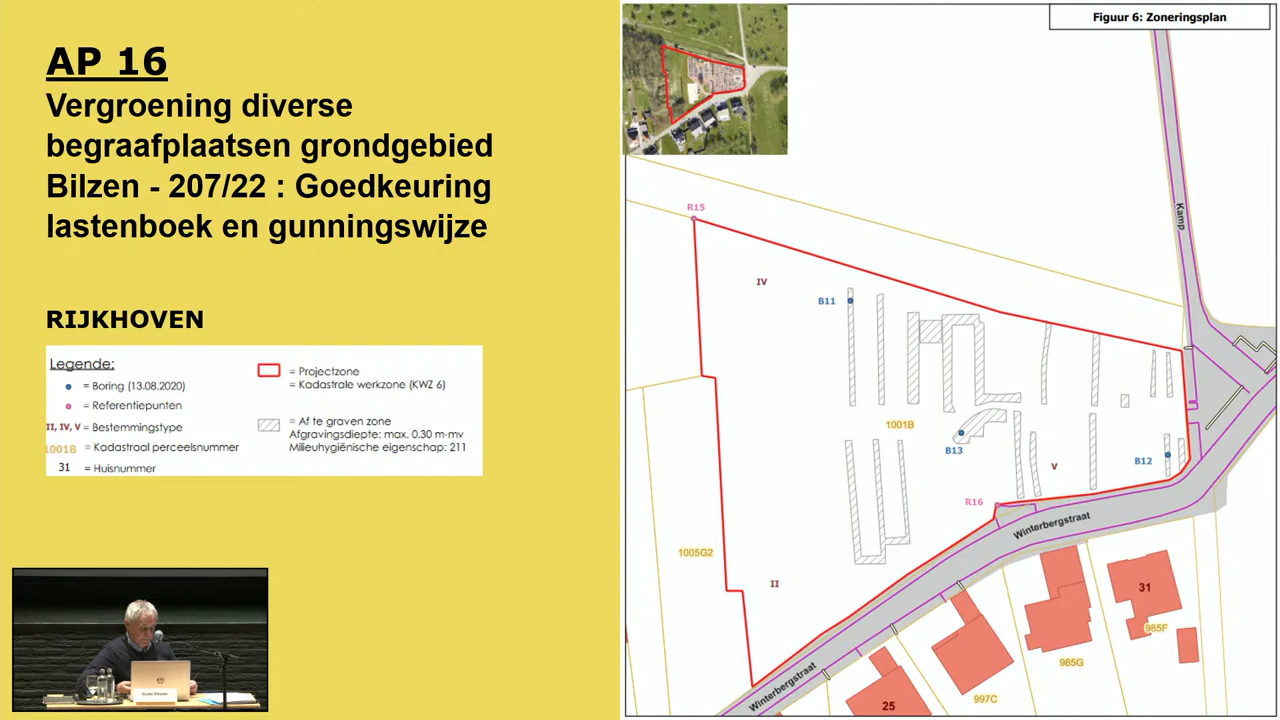 AP 16
Vergroening diverse
begraafplaatsen grondgebied
Bilzen - 207/22 : Goedkeuring
lastenboek en gunningswijze
RIJKHOVEN
Legende:
= Boring (13.08.2020)
= Referentiepunten
II, IV, V = Bestemmingstype
1001B = Kadastraal perceelsnummer
31 = Huisnummer
= Projectzone
= Kadastrale werkzone (KWZ 6)
= Af te graven zone
Afgravingsdiepte: max. 0,30 m-mv
Milieuhygiënische eigenschap: 211
Figuur 6: Zoneringsplan
Kamp
R15
IV
B11
1001B
B13
V
B12
R16
Winterbergstraat
1005G2
II
31
985F
985G
997C
25
Winterbergstraat